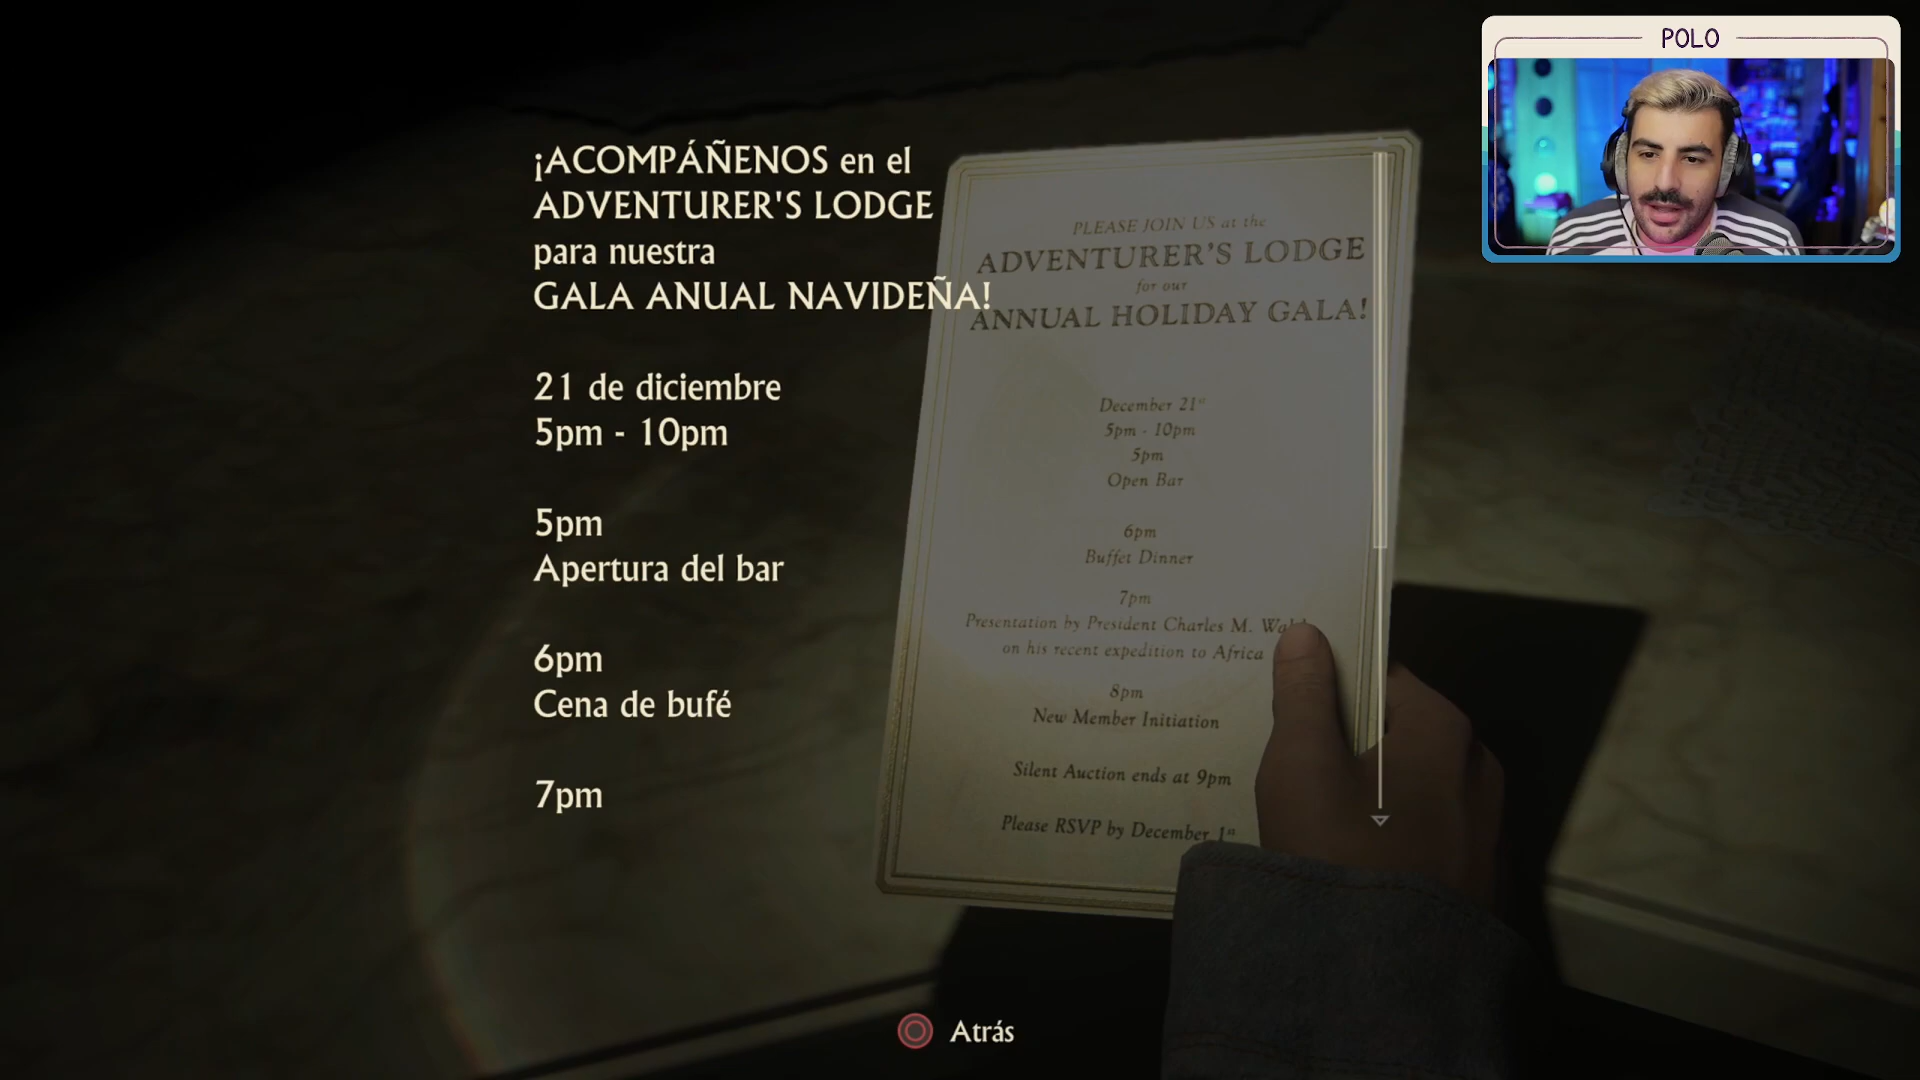 POLO
¡ACOMPÁÑENOS en el
ADVENTURER'S LODGE
para nuestra
GALA ANUAL NAVIDEÑA!
21 de diciembre
5pm - 10pm
5pm
Apertura del bar
6pm
Cena de bufé
7pm
PLEASE JOIN US at the
ADVENTURER'S LODGE
for our
ANNUAL HOLIDAY GALA!
December 21st
5pm - 10pm
5pm
Open Bar
6pm
Buffet Dinner
7pm
Presentation by President Charles M.
on his recent expedition to Africa
8pm
New Member Initiation
Silent Auction ends at 9pm
Please RSVP by December 1st
Atrás